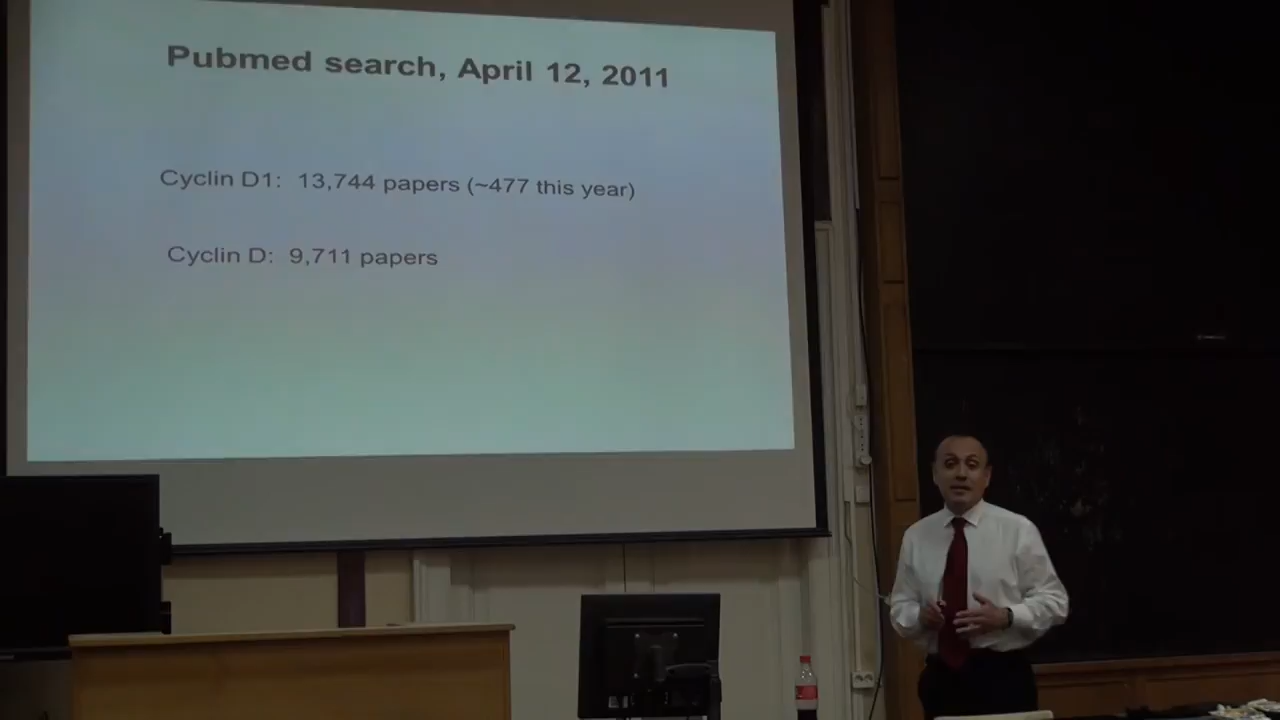 Pubmed search, April 12, 2011
Cyclin D1: 13,744 papers (~477 this year)
Cyclin D: 9,711 papers